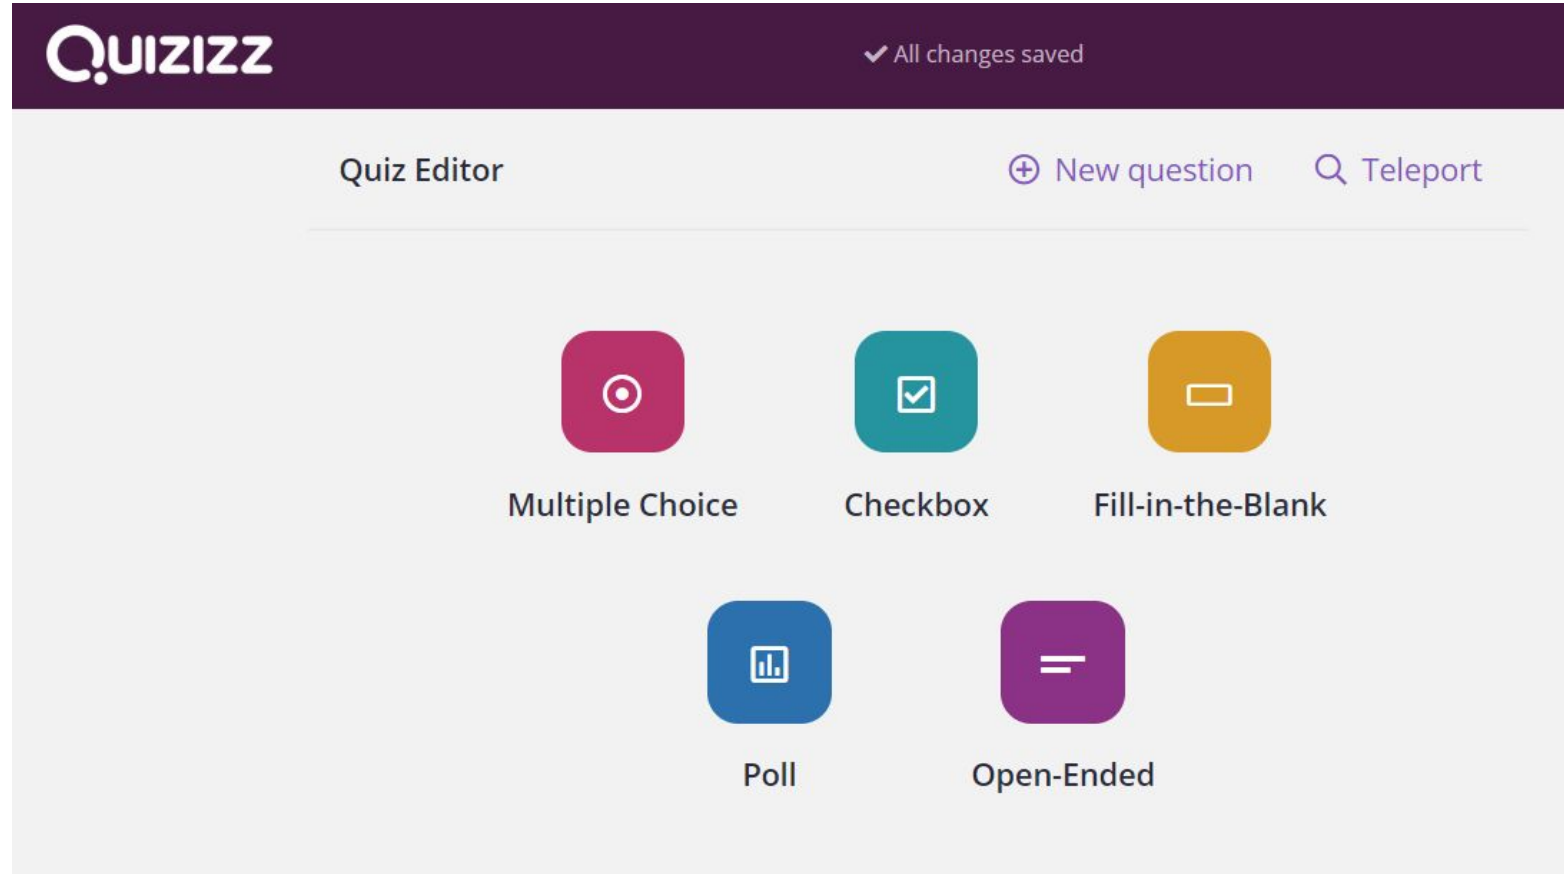 QUIZIZZ
All changes saved
Quiz Editor
New question
Teleport
Multiple Choice
Checkbox
Fill-in-the-Blank
Poll
Open-Ended